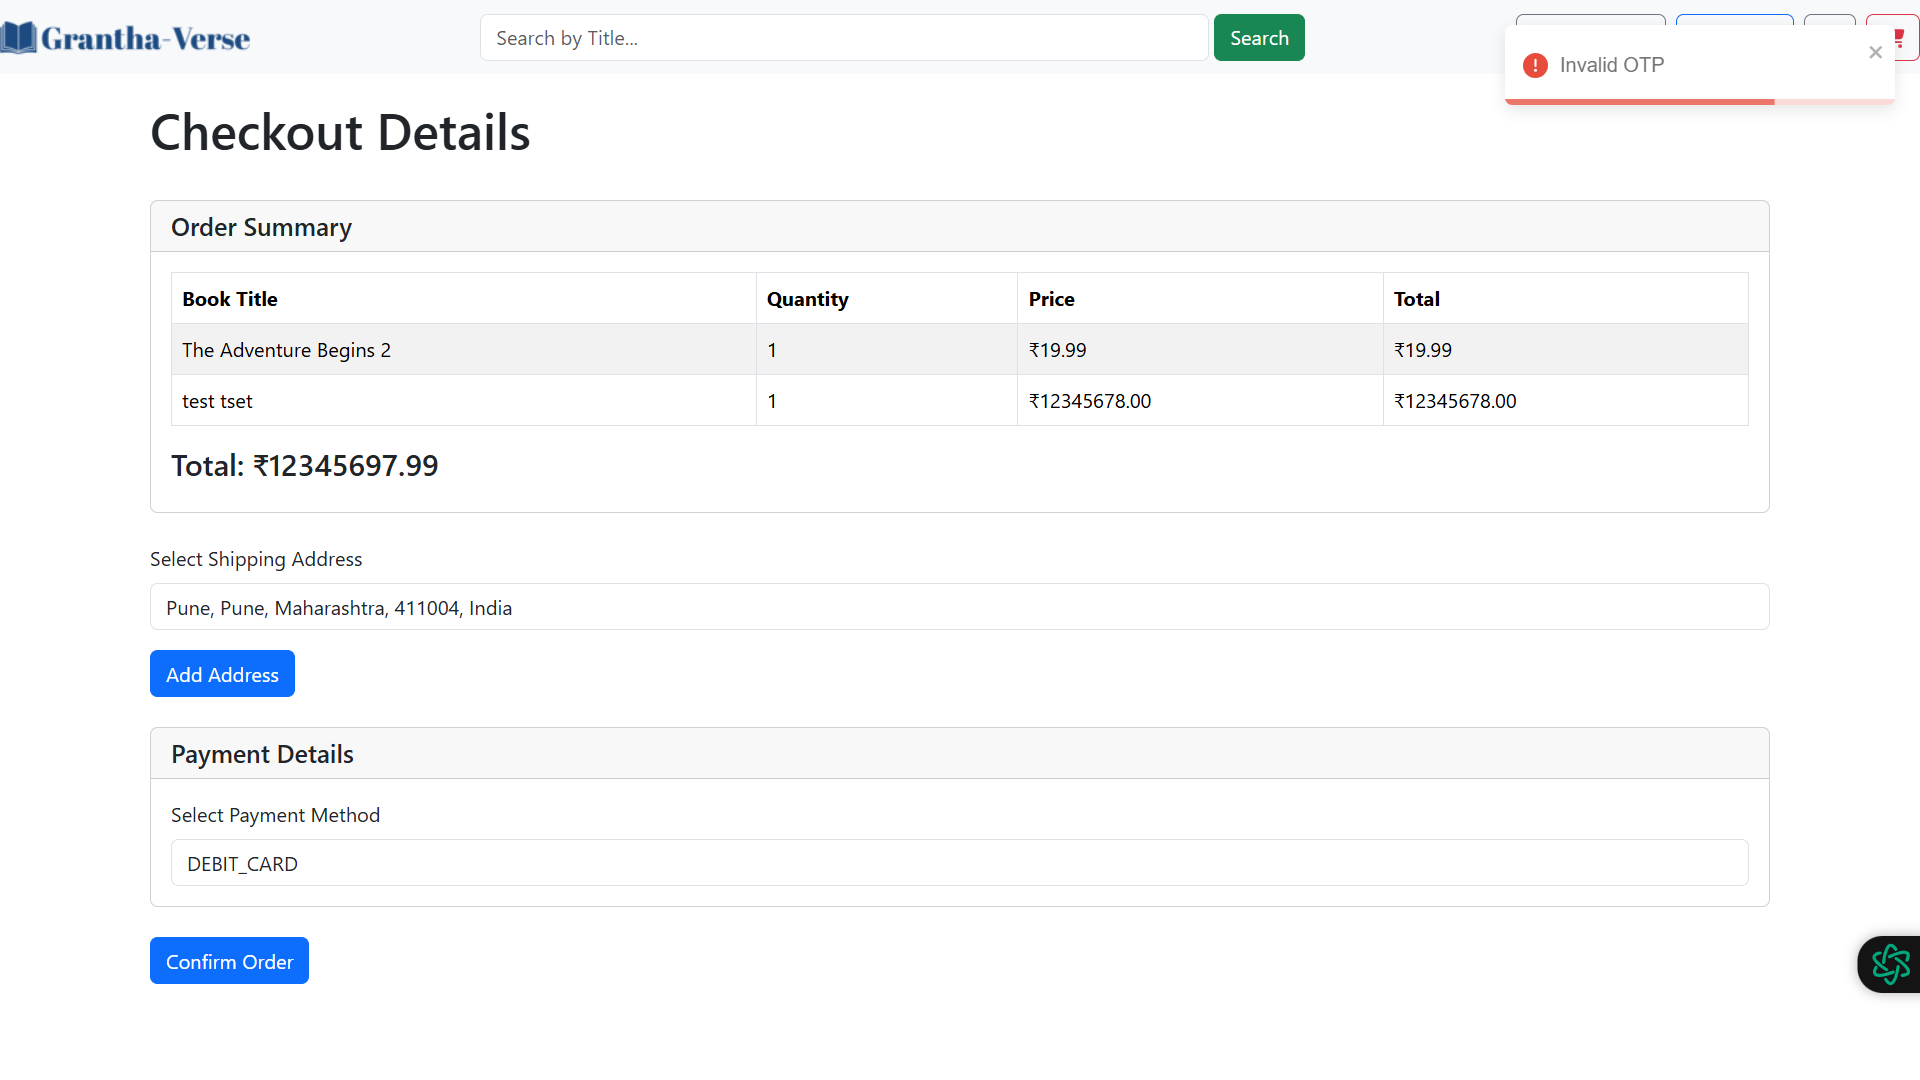 Grantha-Verse
Search by Title...
Search
Invalid OTP
Checkout Details
Order Summary
Book Title Quantity Price Total
The Adventure Begins 2 1 ₹19.99 ₹19.99
test tset 1 ₹12345678.00 ₹12345678.00
Total: ₹12345697.99
Select Shipping Address
Pune, Pune, Maharashtra, 411004, India
Add Address
Payment Details
Select Payment Method
DEBIT_CARD
Confirm Order